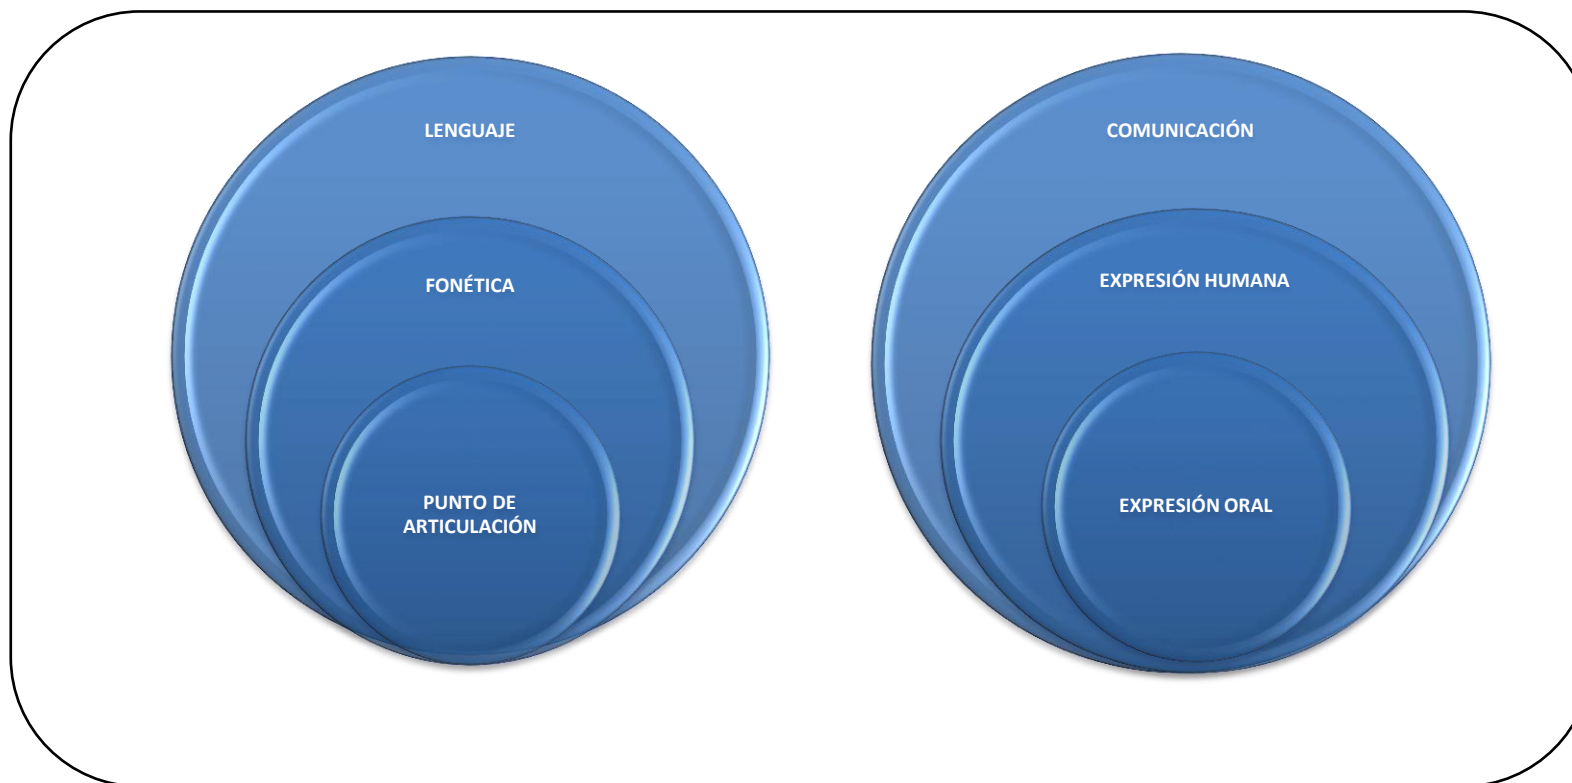 LENGUAJE
FONÉTICA
PUNTO DE
ARTICULACIÓN
COMUNICACIÓN
EXPRESIÓN HUMANA
EXPRESIÓN ORAL